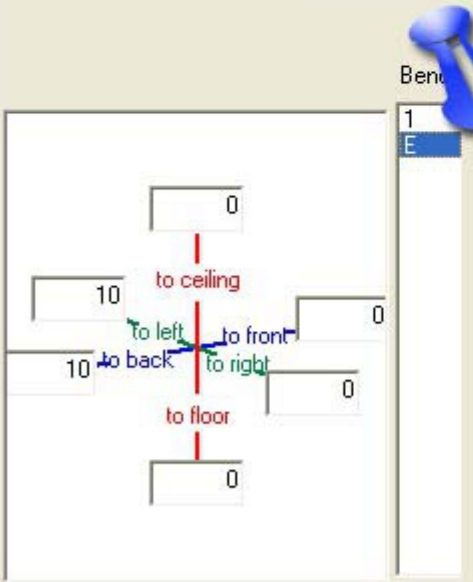 Ben
1
E
0
to ceiling
10
0
to left
to front
to back
to right
10
0
to floor
0